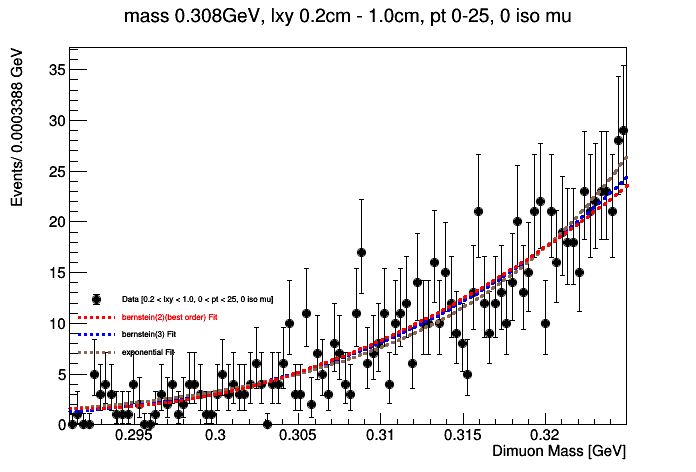 mass 0.308GeV, lxy 0.2cm - 1.0cm, pt 0-25, 0 iso mu
Events/ 0.0003388 GeV
35
30
25
20
15
10
5
0
Data [0.2 < lxy < 1.0, 0 < pt < 25, 0 iso mu]
bernstein(2)(best order) Fit
bernstein(3) Fit
exponential Fit
0.295 0.3 0.305 0.31 0.315 0.32
Dimuon Mass [GeV]